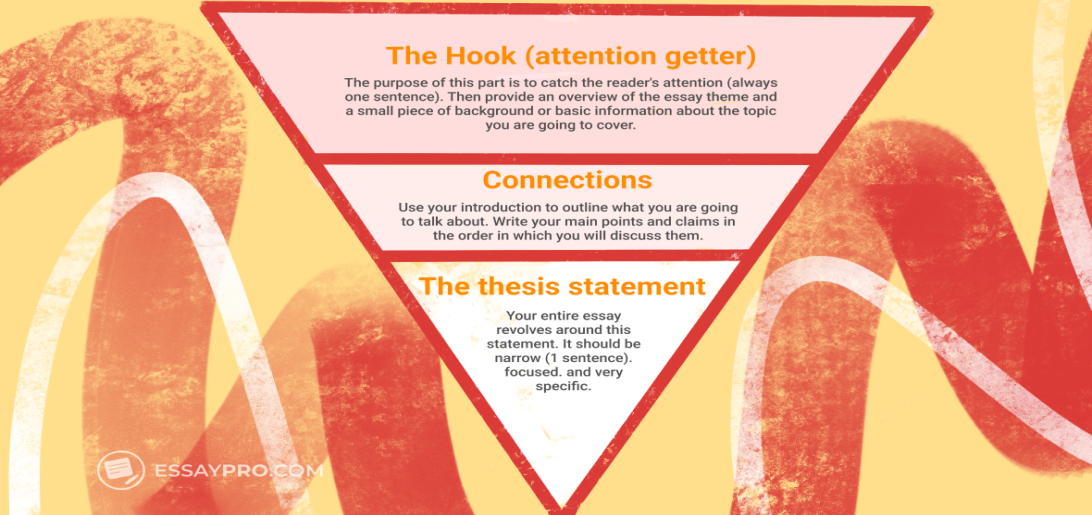 The Hook (attention getter)
The purpose of this part is to catch the reader's attention (always
one sentence). Then provide an overview of the essay theme and
a small piece of background or basic information about the topic
you are going to cover.
Connections
Use your introduction to outline what you are going
to talk about. Write your main points and claims in
the order in which you will discuss them.
The thesis statement
Your entire essay
revolves around this
statement. It should be
narrow (1 sentence).
focused. and very
specific.
ESSAYPRO.COM